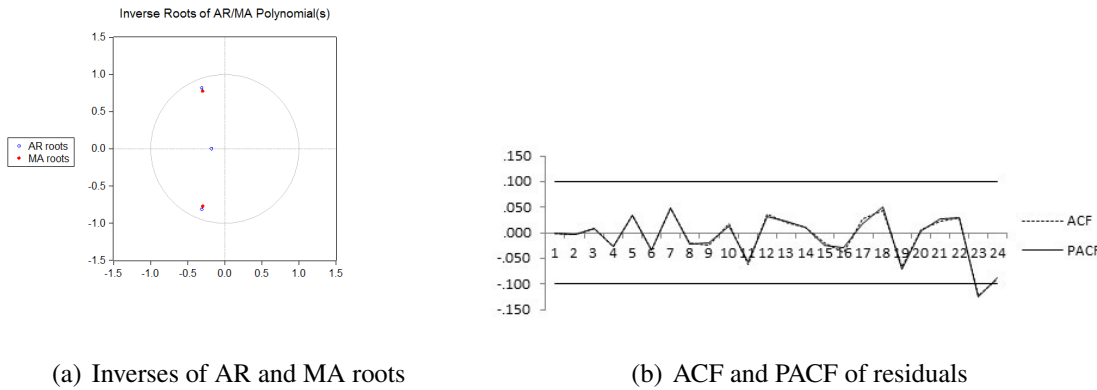 Inverse Roots of AR/MA Polynomial(s)
1.5
1.0
0.5
0.0
-0.5
-1.0
-1.5
-1.5 -1.0 -0.5 0.0 0.5 1.0 1.5
AR roots
MA roots
.150
.100
.050
.000
-.050
-.100
-.150
1 2 3 4 5 6 7 8 9 10 11 12 13 14 15 16 17 18 19 20 21 22 23 24
ACF
PACF
(a) Inverses of AR and MA roots
(b) ACF and PACF of residuals